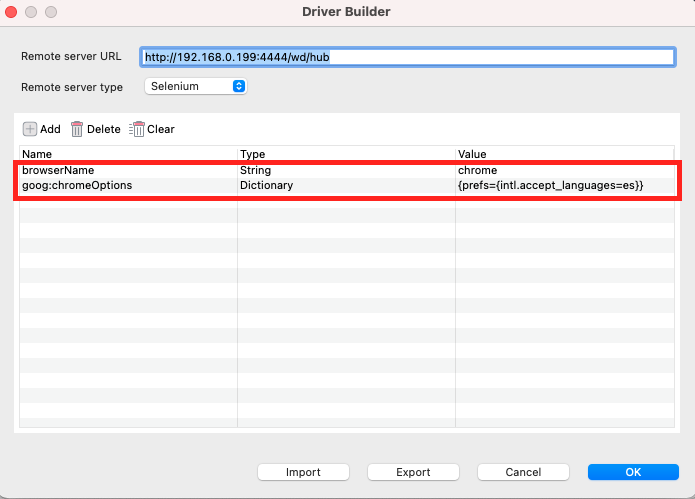 Driver Builder
Remote server URL http://192.168.0.199:4444/wd/hub
Remote server type Selenium
Add Delete Clear
Name Type Value
browserName String chrome
goog:chromeOptions Dictionary {prefs={intl.accept_languages=es}}
Import Export Cancel OK